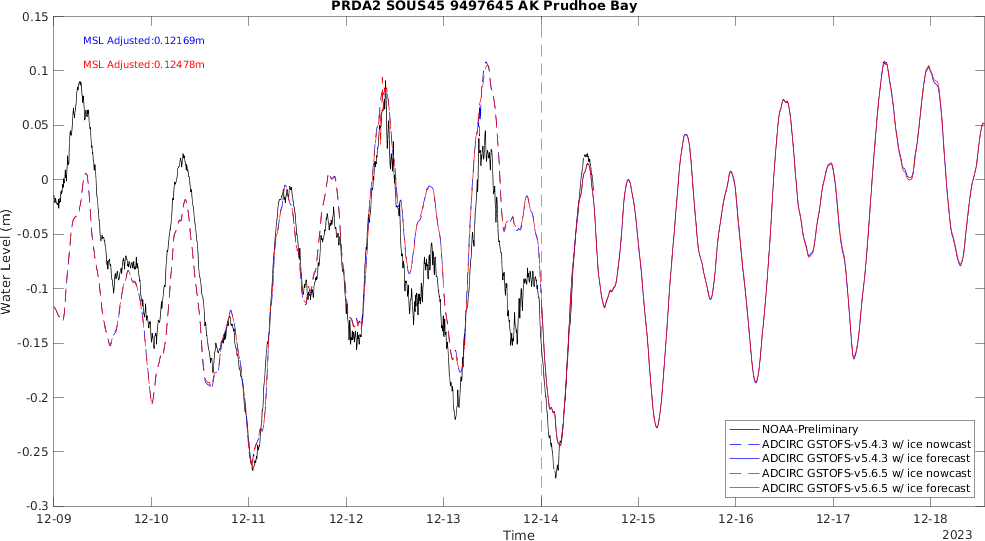 PRDA2 SOUS45 9497645 AK Prudhoe Bay
MSL Adjusted:0.12169m
MSL Adjusted:0.12478m
Water Level (m)
0.15
0.1
0.05
0
-0.05
-0.1
-0.15
-0.2
-0.25
-0.3
NOAA-Preliminary
ADCIRC GSTOFS-v5.4.3 w/ ice nowcast
ADCIRC GSTOFS-v5.4.3 w/ ice forecast
ADCIRC GSTOFS-v5.6.5 w/ ice nowcast
ADCIRC GSTOFS-v5.6.5 w/ ice forecast
12-09 12-10 12-11 12-12 12-13 12-14 12-15 12-16 12-17 12-18
Time
2023